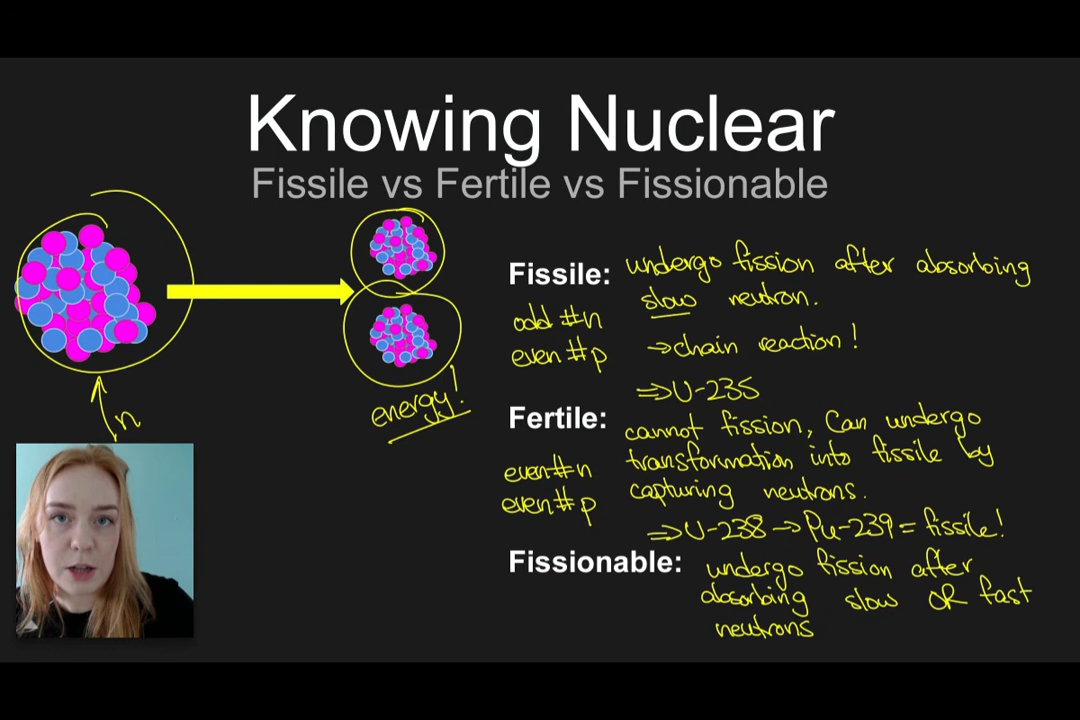 Knowing Nuclear
Fissile vs Fertile vs Fissionable
n
energy!
Fissile: undergo fission after absorbing
slow neutron.
odd #n
even #p → chain reaction!
⇒ U-235
Fertile: cannot fission, Can undergo
transformation into fissile by
even#n
capturing neutrons.
even#p
⇒ U-238 → Pu-239 = fissile!
Fissionable: undergo fission after
absorbing slow OR fast
neutrons